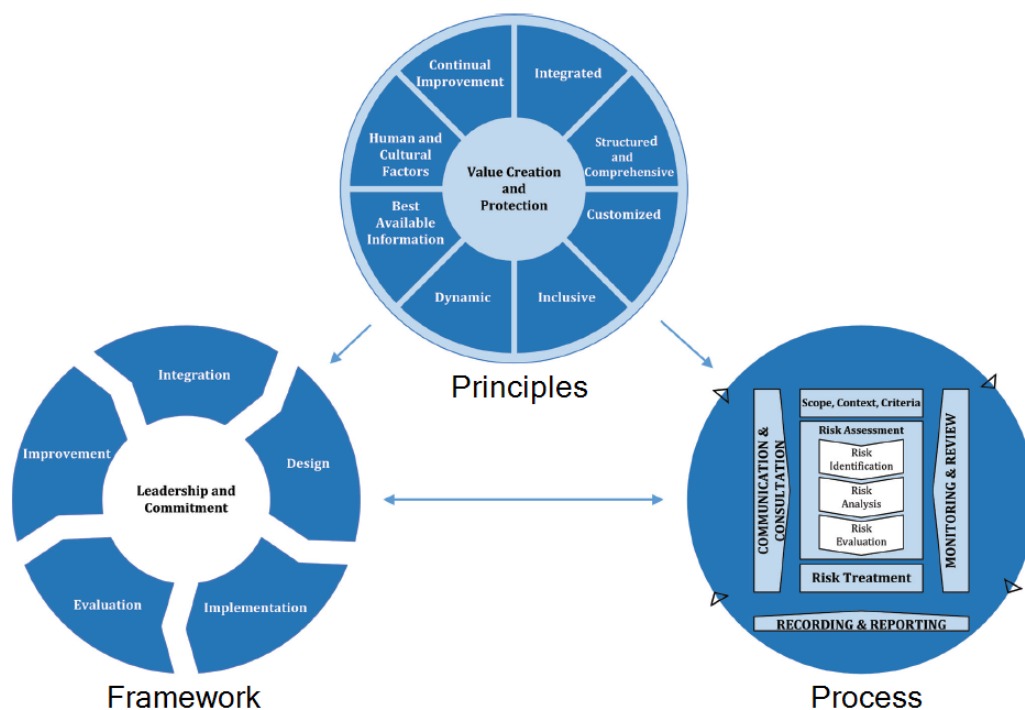 Continual
Improvement
Integrated
Human and
Cultural
Factors
Structured
and
Comprehensive
Value Creation
and
Protection
Best
Available
Information
Customized
Dynamic
Inclusive
Principles
Integration
Improvement
Design
Leadership and
Commitment
Evaluation
Implementation
Framework
Scope, Context, Criteria
Risk Assessment
Risk
Identification
Risk
Analysis
Risk
Evaluation
Risk Treatment
COMMUNICATION &
CONSULTATION
MONITORING & REVIEW
RECORDING & REPORTING
Process